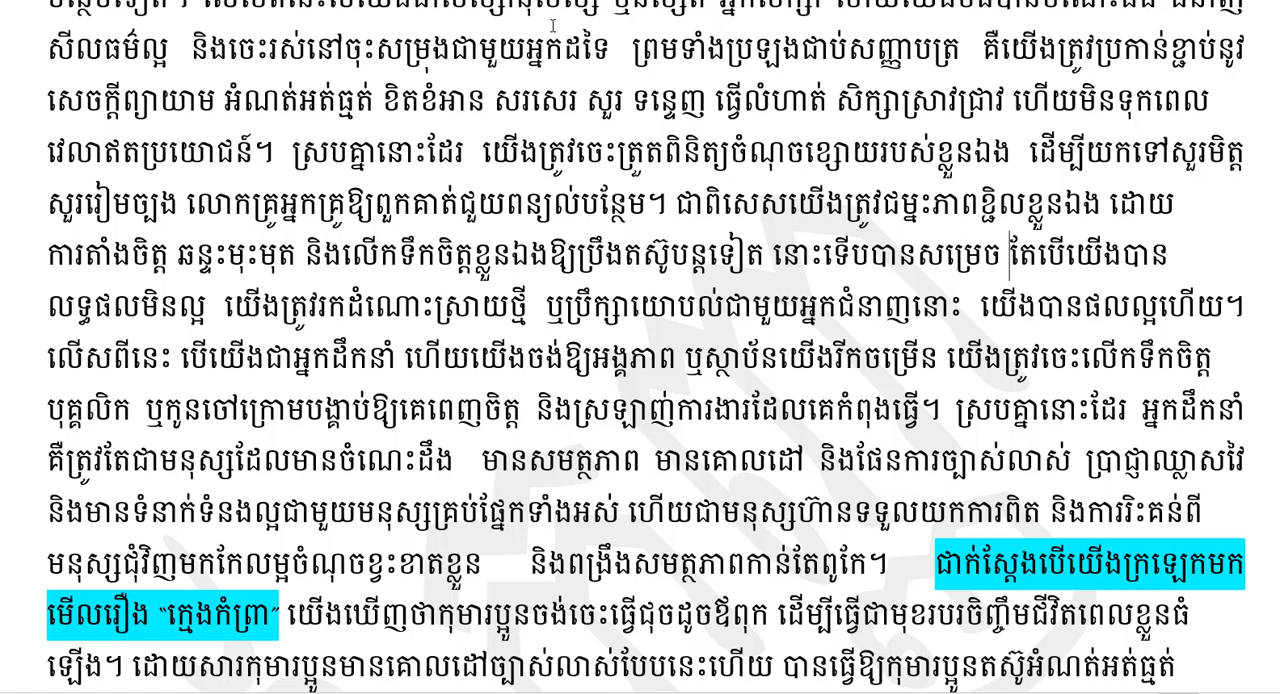 សីលធម៌ល្អ និងចេះរស់នៅចុះសម្រុងជាមួយអ្នកដទៃ ព្រមទាំងប្រឡងជាប់សញ្ញាបត្រ គឺយើងត្រូវប្រកាន់ខ្ជាប់នូវ
សេចក្ដីព្យាយាម អំណត់អត់ធ្មត់ ខិតខំអាន សរសេរ សួរ ទន្ទេញ ធ្វើលំហាត់ សិក្សាស្រាវជ្រាវ ហើយមិនទុកពេល
វេលាឥតប្រយោជន៍។ ស្របគ្នានោះដែរ យើងត្រូវចេះត្រួតពិនិត្យចំណុចខ្សោយរបស់ខ្លួនឯង ដើម្បីយកទៅសួរមិត្ត
សួររៀមច្បង លោកគ្រូអ្នកគ្រូឱ្យពួកគាត់ជួយពន្យល់បន្ថែម។ ជាពិសេសយើងត្រូវជម្នះភាពខ្ជិលខ្លួនឯង ដោយ
ការតាំងចិត្ត ឆន្ទះមុះមុត និងលើកទឹកចិត្តខ្លួនឯងឱ្យប្រឹងតស៊ូបន្តទៀត នោះទើបបានសម្រេច តែបើយើងបាន
លទ្ធផលមិនល្អ យើងត្រូវរកដំណោះស្រាយថ្មី ឬប្រឹក្សាយោបល់ជាមួយអ្នកជំនាញនោះ យើងបានផលល្អហើយ។
លើសពីនេះ បើយើងជាអ្នកដឹកនាំ ហើយយើងចង់ឱ្យអង្គភាព ឬស្ថាប័នយើងរីកចម្រើន យើងត្រូវចេះលើកទឹកចិត្ត
បុគ្គលិក ឬកូនចៅក្រោមបង្គាប់ឱ្យគេពេញចិត្ត និងស្រឡាញ់ការងារដែលគេកំពុងធ្វើ។ ស្របគ្នានោះដែរ អ្នកដឹកនាំ
គឺត្រូវតែជាមនុស្សដែលមានចំណេះដឹង មានសមត្ថភាព មានគោលដៅ និងផែនការច្បាស់លាស់ ប្រាជ្ញាឈ្លាសវៃ
និងមានទំនាក់ទំនងល្អជាមួយមនុស្សគ្រប់ផ្នែកទាំងអស់ ហើយជាមនុស្សហ៊ានទទួលយកការពិត និងការរិះគន់ពី
មនុស្សជុំវិញមកកែលម្អចំណុចខ្វះខាតខ្លួន និងពង្រឹងសមត្ថភាពកាន់តែពូកែ។ ជាក់ស្ដែងបើយើងក្រឡេកមក
មើលរឿង “ក្មេងកំព្រា” យើងឃើញថាកុមារប្អូនចង់ចេះធ្វើជុចដូចឪពុក ដើម្បីធ្វើជាមុខរបរចិញ្ចឹមជីវិតពេលខ្លួនធំ
ឡើង។ ដោយសារកុមារប្អូនមានគោលដៅច្បាស់លាស់បែបនេះហើយ បានធ្វើឱ្យកុមារប្អូនតស៊ូអំណត់អត់ធ្មត់